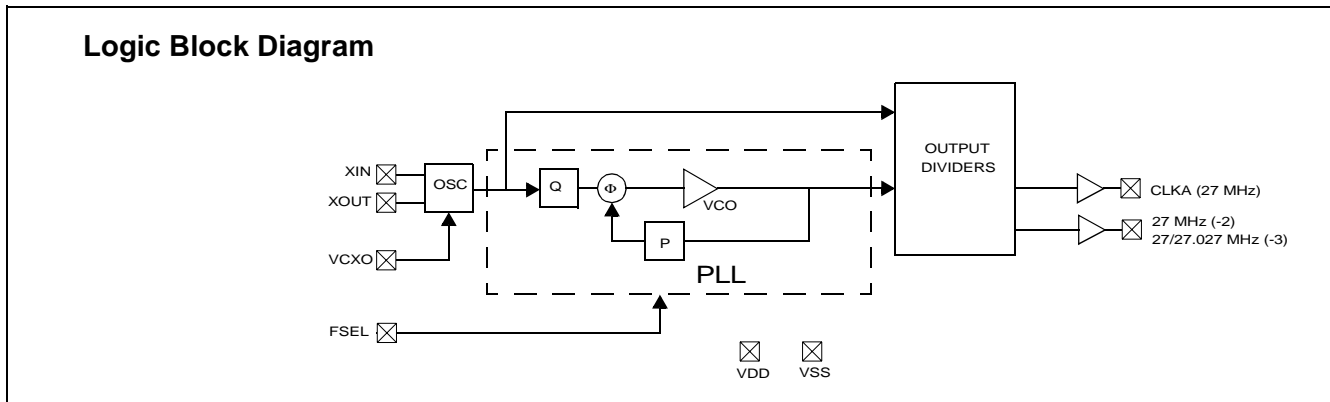 Logic Block Diagram
XIN
XOUT
VCXO
FSEL
OSC
Q
Φ
VCO
P
PLL
OUTPUT
DIVIDERS
CLKA (27 MHz)
27 MHz (-2)
27/27.027 MHz (-3)
VDD
VSS